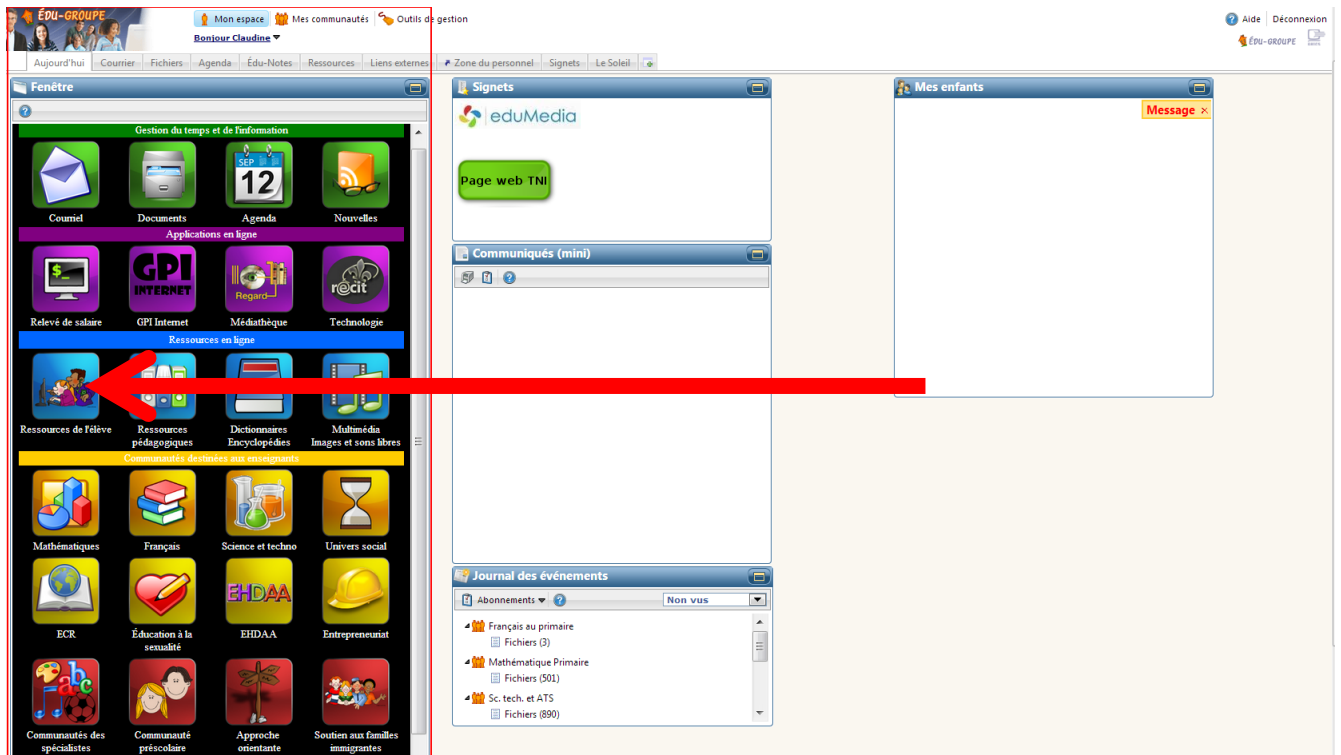 ÉDU-GROUPE
Mon espace Mes communautés Outils de gestion
Bonjour Claudine
Aide Déconnexion
ÉDU-GROUPE
Aujourd'hui Courrier Fichiers Agenda Édu-Notes Ressources Liens externes Zone du personnel Signets Le Soleil
Fenêtre
Gestion du temps et de l'information
SEP
12
Courriel Documents Agenda Nouvelles
Applications en ligne
$_ GPI INTERNET Regard récit
Relevé de salaire GPI Internet Médiathèque Technologie
Ressources en ligne
Ressources de l'élève Ressources pédagogiques Dictionnaires Encyclopédies Multimédia Images et sons libres
Communautés destinées aux enseignants
Mathématiques Français Science et techno Univers social
EHDAA
ECR Éducation à la sexualité EHDAA Entrepreneuriat
abc
Communautés des spécialistes Communauté préscolaire Approche orientante Soutien aux familles immigrantes
Signets
eduMedia
Page web TNI
Communiqués (mini)
Journal des événements
Abonnements Non vus
Français au primaire
Fichiers (3)
Mathématique Primaire
Fichiers (501)
Sc. tech. et ATS
Fichiers (890)
Mes enfants
Message ×